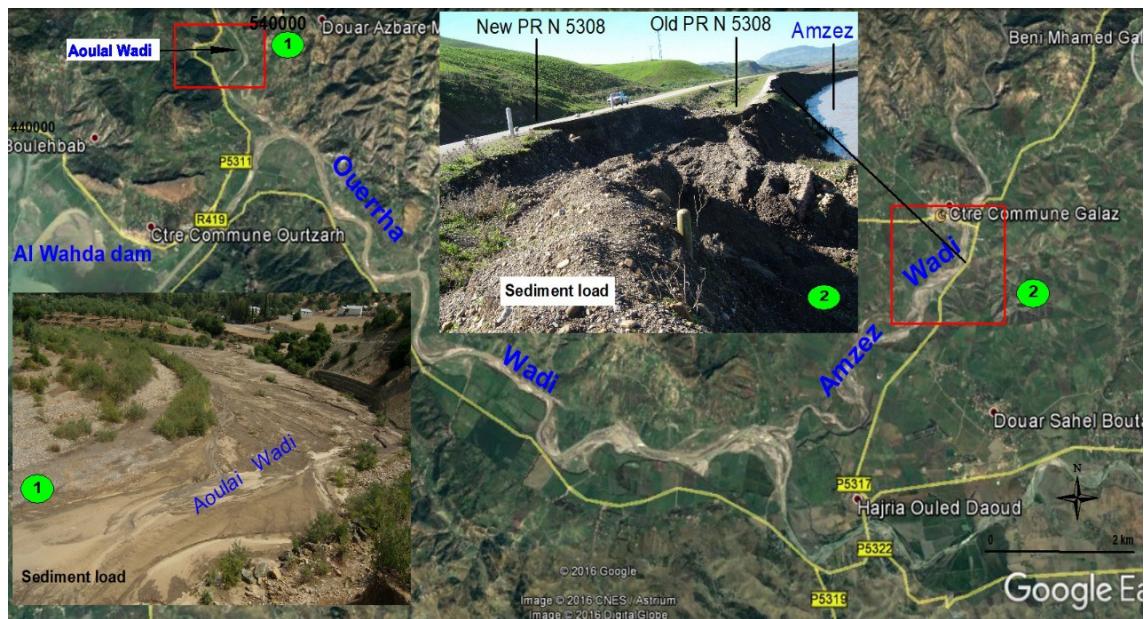 540000
Douar Azbare M
Aoulal Wadi
1
New PR N 5308
Old PR N 5308
Amzez
Beni Mhamed Gal
440000
Boulehbab
P5311
Ouerrha
R419
Ctre Commune Ourtzarh
Al Wahda dam
Ctre Commune Galaz
Wadi
2
Sediment load
2
Wadi
Amzez
Douar Sahel Bouta
1
Aoulai Wadi
Sediment load
P5317
Hajria Ouled Daoud
P5322
N
0 2 km
© 2016 Google
P5319
Image © 2016 CNES / Astrium
Image © 2016 DigitalGlobe
Google Ea